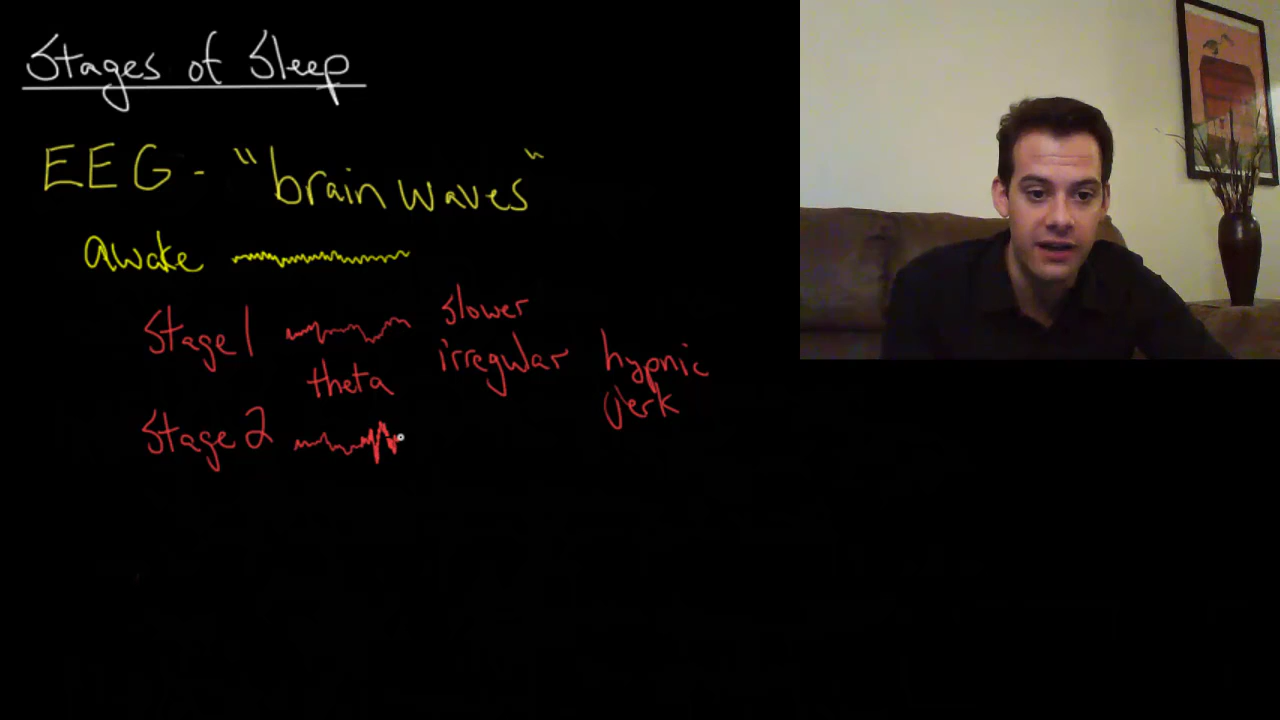 Stages of Sleep
EEG - "brain waves"
awake
Stage 1
slower
irregular
theta
hypnic
jerk
Stage 2